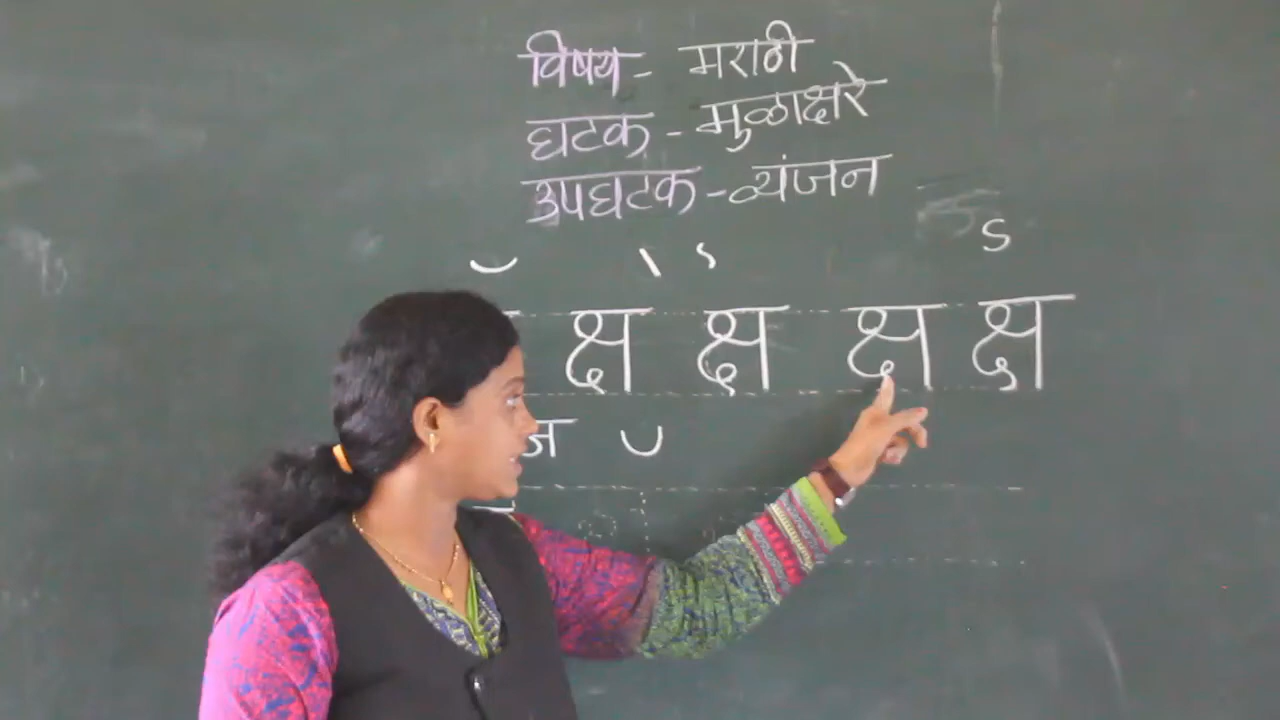 विषय - मराठी
घटक - मुळाक्षरे
उपघटक - व्यंजन
क्ष क्ष क्ष क्ष